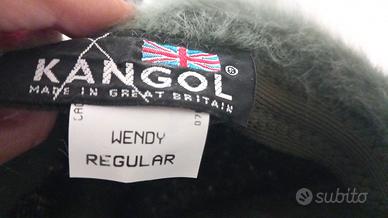 KANGOL®
MADE IN GREAT BRITAIN
WENDY
REGULAR
subito